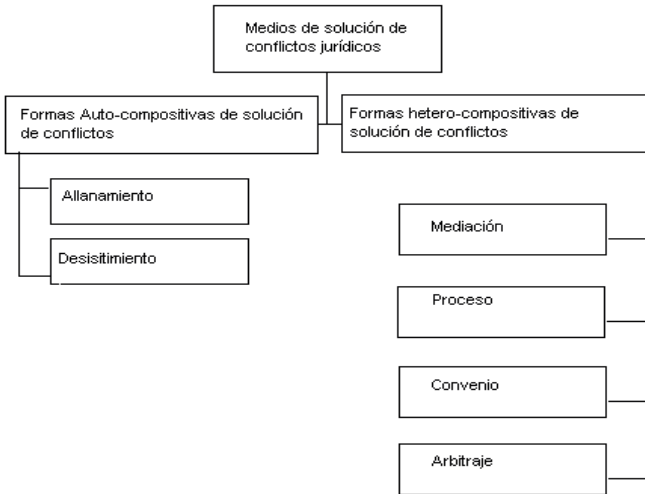 Medios de solución de
conflictos jurídicos
Formas Auto-compositivas de solución
de conflictos
Formas hetero-compositivas de
solución de conflictos
Allanamiento
Desisitimiento
Mediación
Proceso
Convenio
Arbitraje